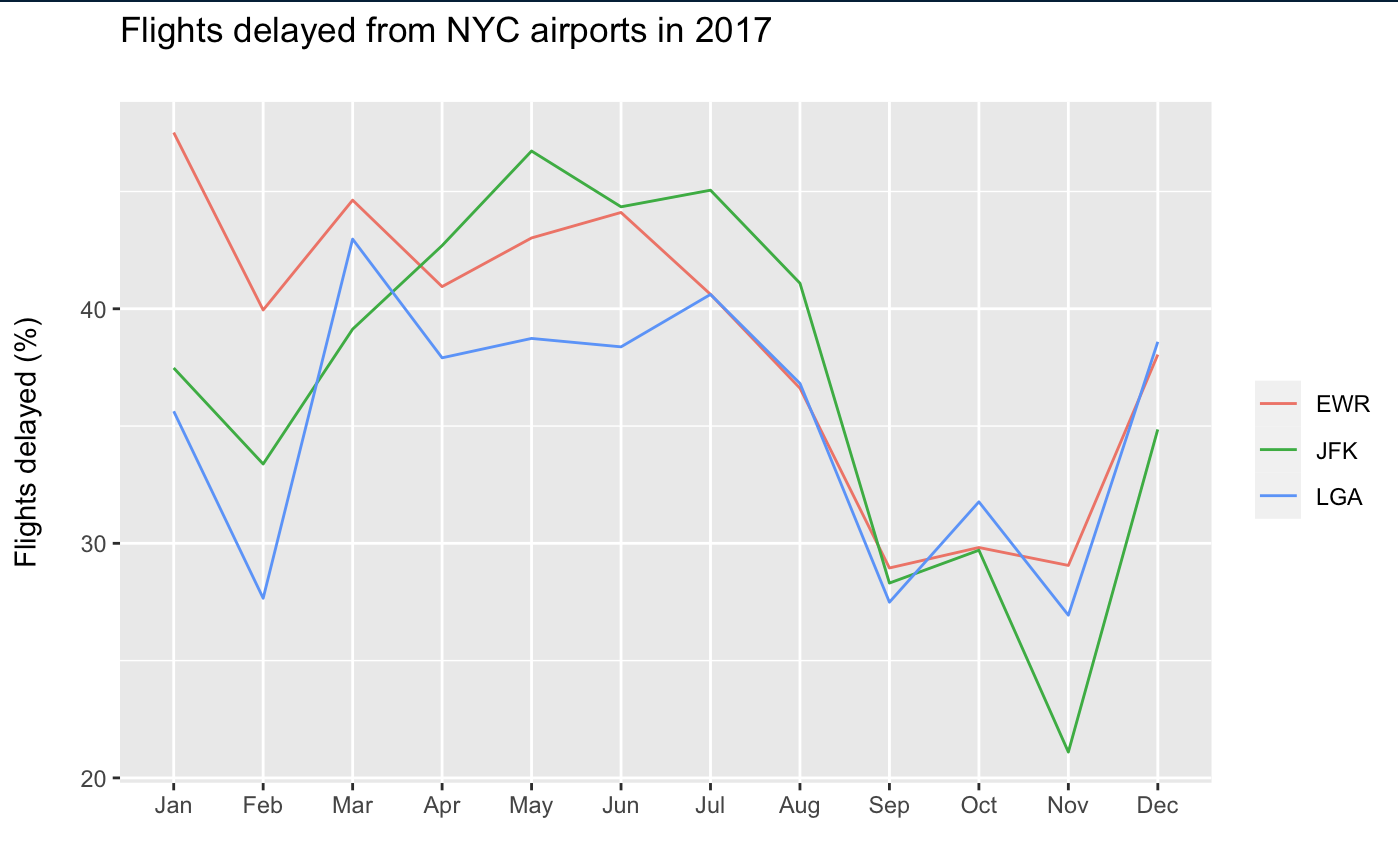 Flights delayed from NYC airports in 2017
Flights delayed (%)
40
30
20
Jan Feb Mar Apr May Jun Jul Aug Sep Oct Nov Dec
EWR
JFK
LGA